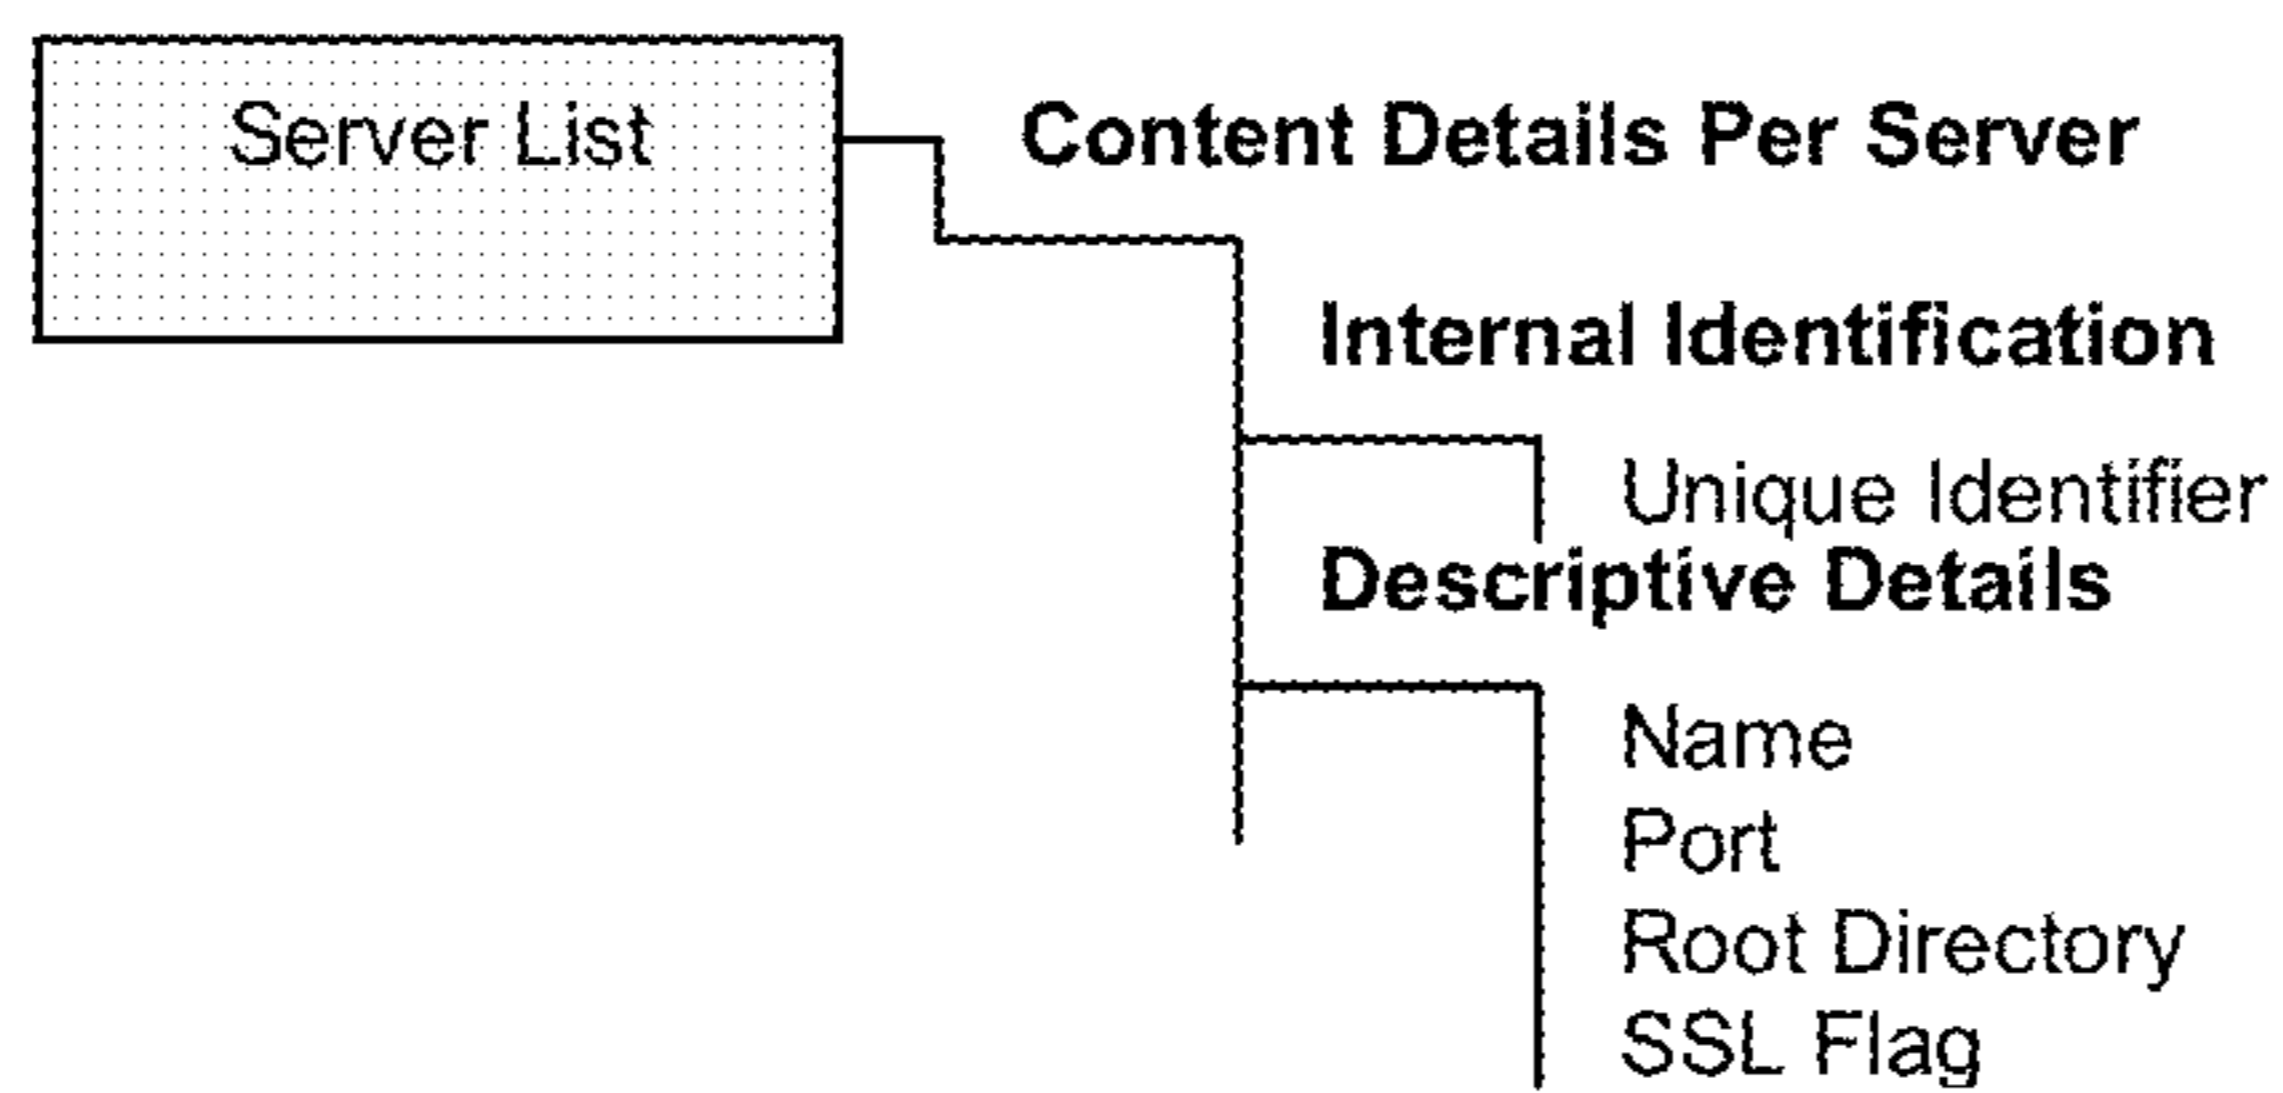 Server List
Content Details Per Server
Internal Identification
Unique Identifier
Descriptive Details
Name
Port
Root Directory
SSL Flag